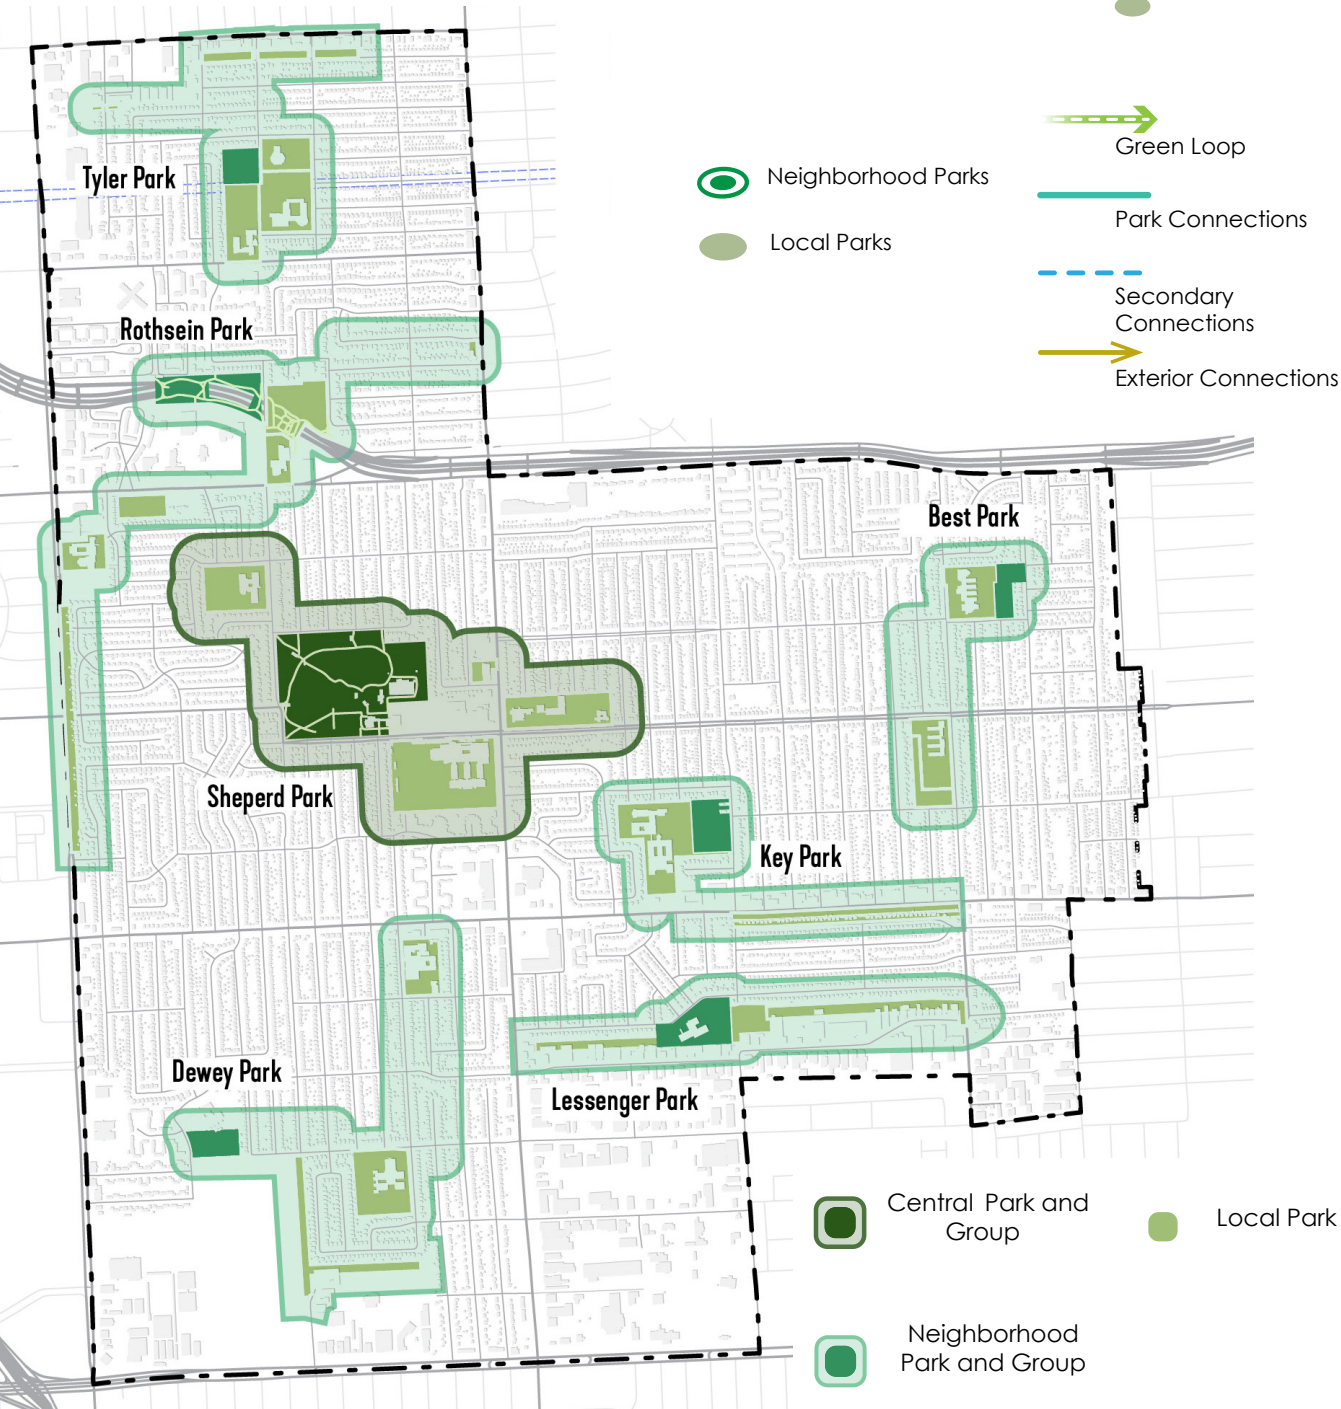 Tyler Park
Neighborhood Parks
Local Parks
Green Loop
Park Connections
Secondary
Connections
Exterior Connections
Rothsein Park
Best Park
Sheperd Park
Key Park
Dewey Park
Lessenger Park
Central Park and
Group
Local Park
Neighborhood
Park and Group